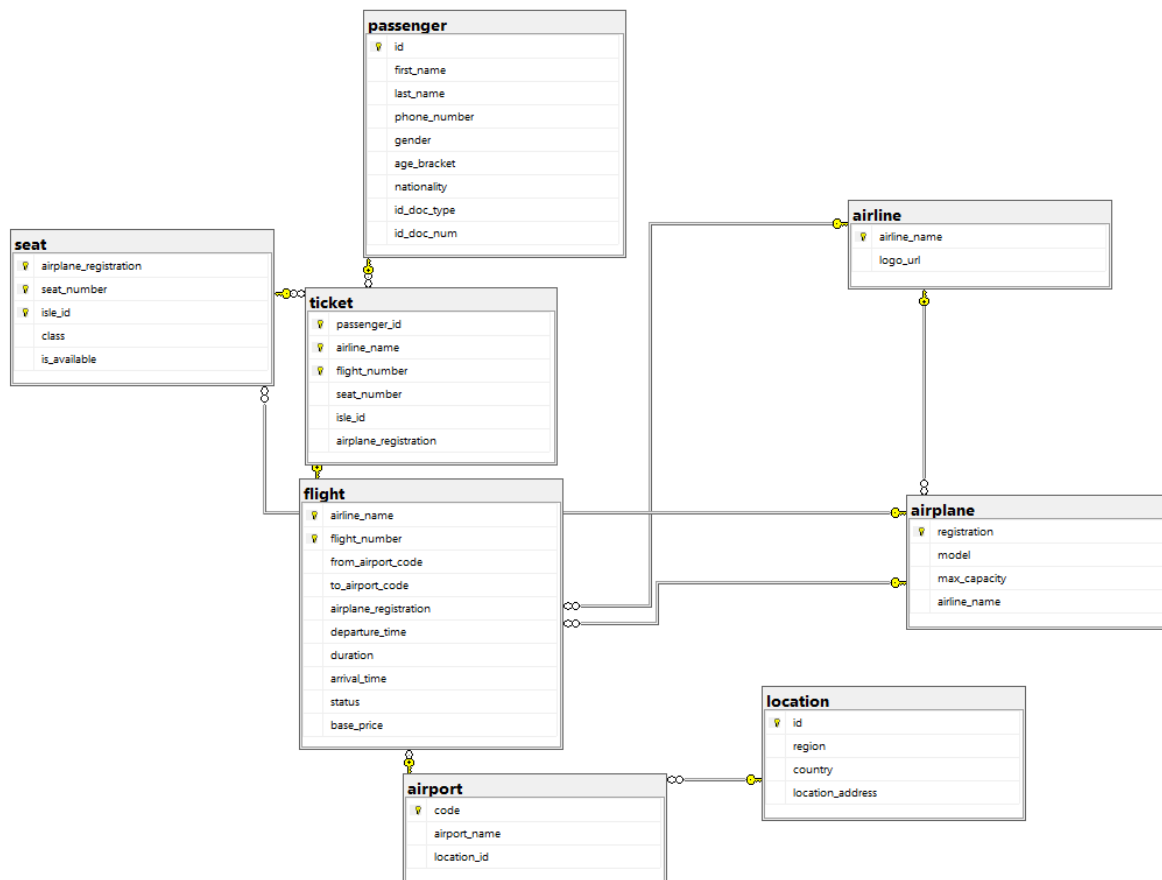 passenger
id
first_name
last_name
phone_number
gender
age_bracket
nationality
id_doc_type
id_doc_num
airline
airline_name
logo_url
seat
airplane_registration
seat_number
isle_id
class
is_available
ticket
passenger_id
airline_name
flight_number
seat_number
isle_id
airplane_registration
flight
airline_name
flight_number
from_airport_code
to_airport_code
airplane_registration
departure_time
duration
arrival_time
status
base_price
airplane
registration
model
max_capacity
airline_name
location
id
region
country
location_address
airport
code
airport_name
location_id